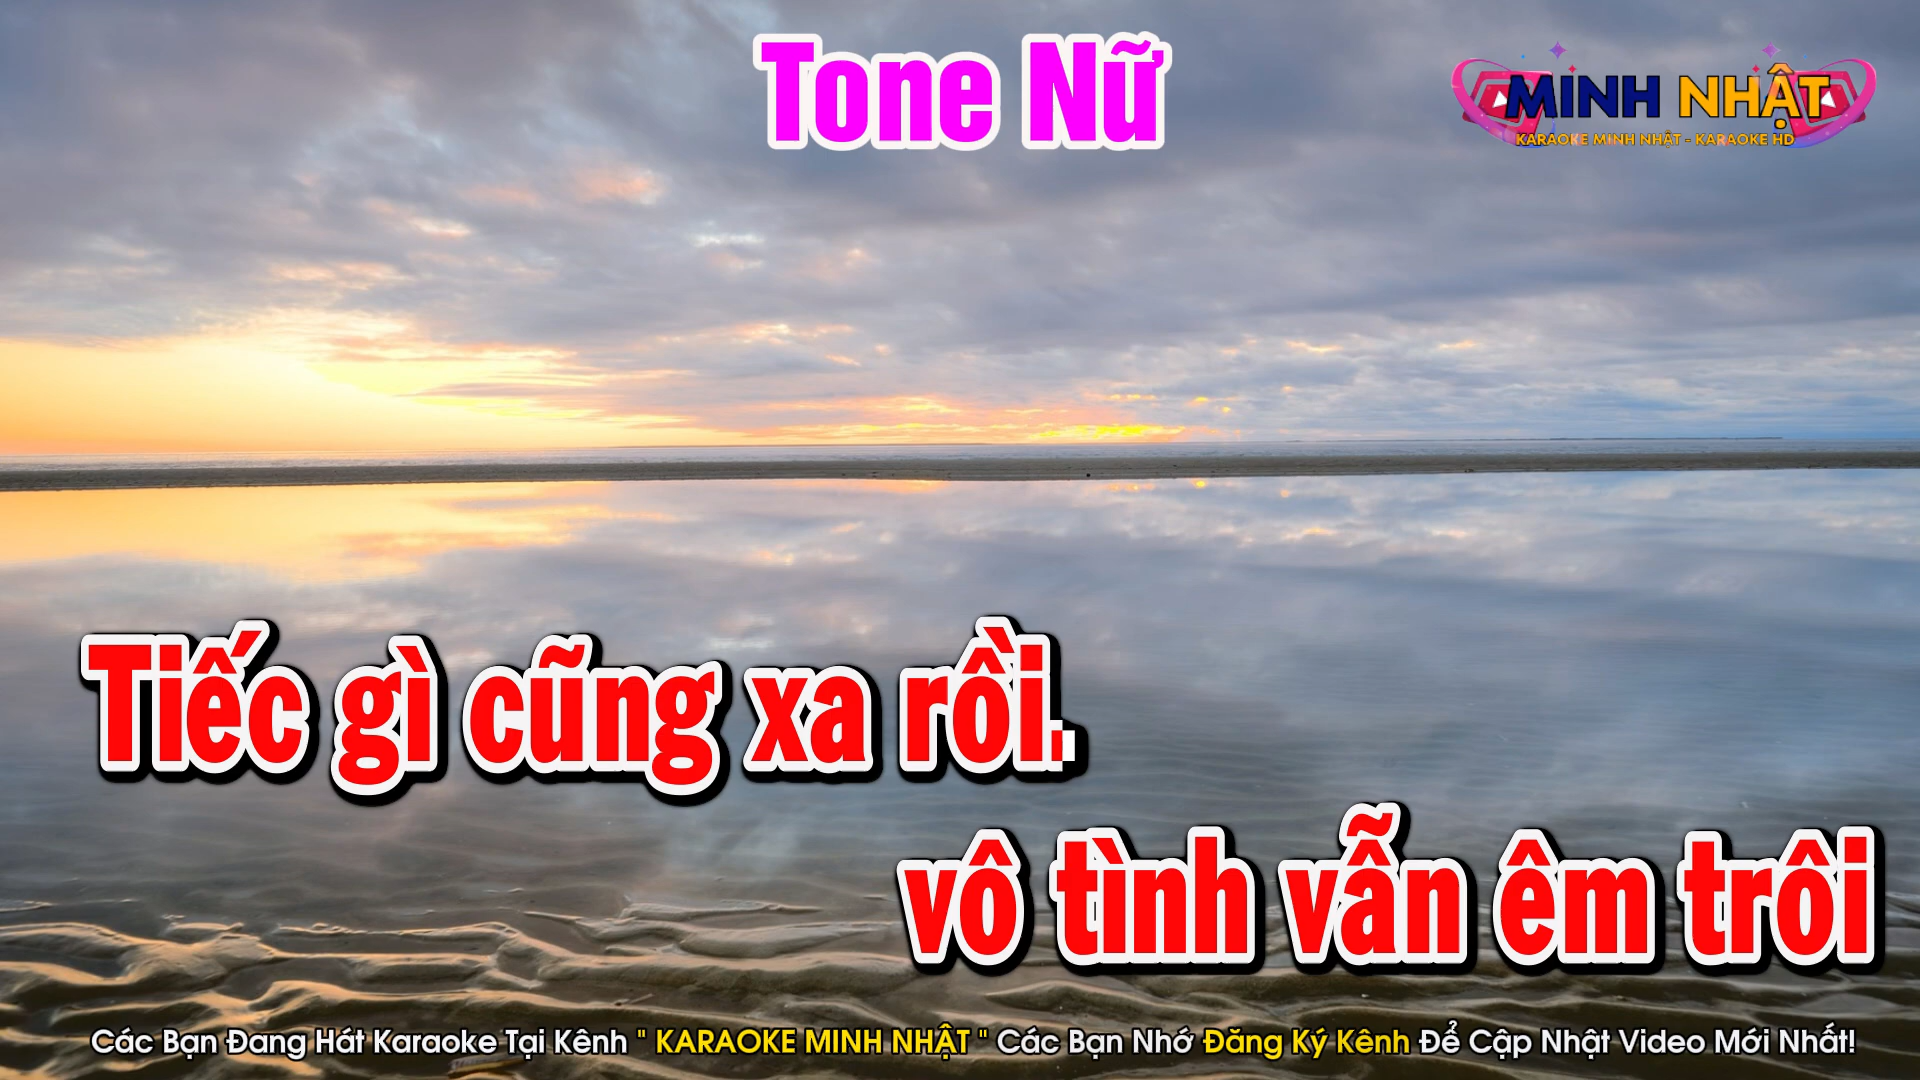 Tone Nữ
MINH NHẬT
KARAOKE MINH NHẬT - KARAOKE HD
Tiếc gì cũng xa rồi.
vô tình vẫn êm trôi
Các Bạn Đang Hát Karaoke Tại Kênh " KARAOKE MINH NHẬT " Các Bạn Nhớ Đăng Ký Kênh Để Cập Nhật Video Mới Nhất!